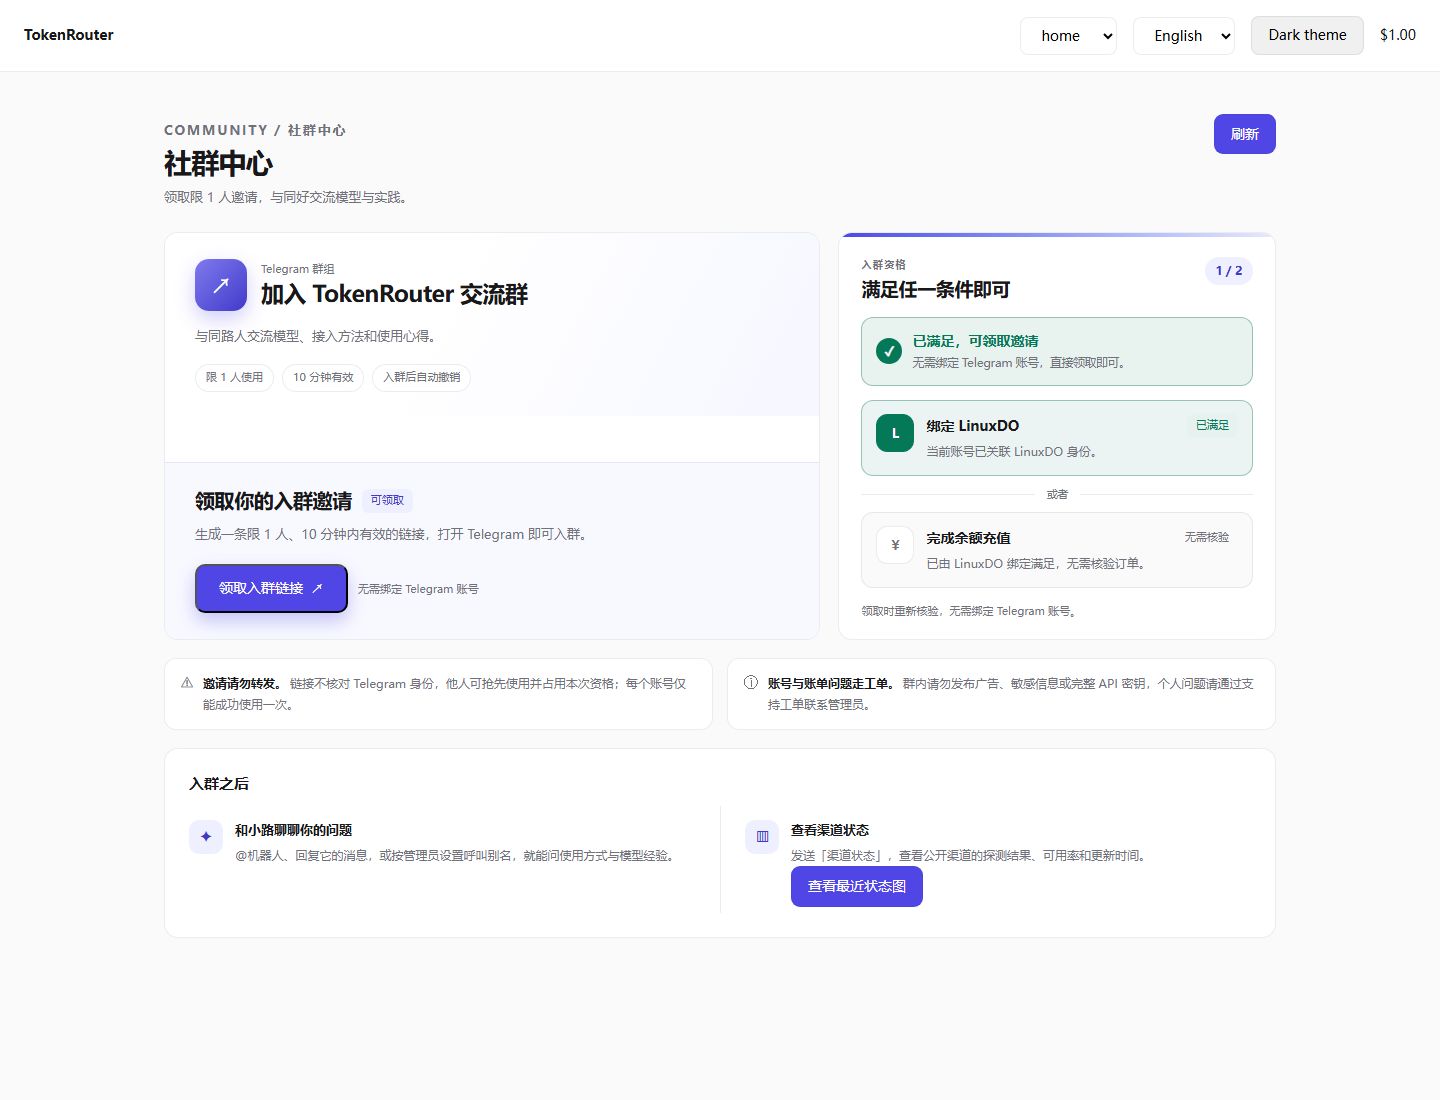 TokenRouter
home
English
Dark theme
$1.00
COMMUNITY / 社群中心
社群中心
领取限 1 人邀请，与同好交流模型与实践。
刷新
Telegram 群组
加入 TokenRouter 交流群
与同路人交流模型、接入方法和使用心得。
限 1 人使用
10 分钟有效
入群后自动撤销
领取你的入群邀请
可领取
生成一条限 1 人、10 分钟内有效的链接，打开 Telegram 即可入群。
领取入群链接 ↗
无需绑定 Telegram 账号
入群资格
满足任一条件即可
1 / 2
已满足，可领取邀请
无需绑定 Telegram 账号，直接领取即可。
L
绑定 LinuxDO
已满足
当前账号已关联 LinuxDO 身份。
或者
¥
完成余额充值
无需核验
已由 LinuxDO 绑定满足，无需核验订单。
领取时重新核验，无需绑定 Telegram 账号。
邀请请勿转发。 链接不核对 Telegram 身份，他人可抢先使用并占用本次资格；每个账号仅
能成功使用一次。
账号与账单问题走工单。 群内请勿发布广告、敏感信息或完整 API 密钥，个人问题请通过支
持工单联系管理员。
入群之后
和小路聊聊你的问题
@机器人、回复它的消息，或按管理员设置呼叫别名，就能问使用方式与模型经验。
查看渠道状态
发送「渠道状态」，查看公开渠道的探测结果、可用率和更新时间。
查看最近状态图